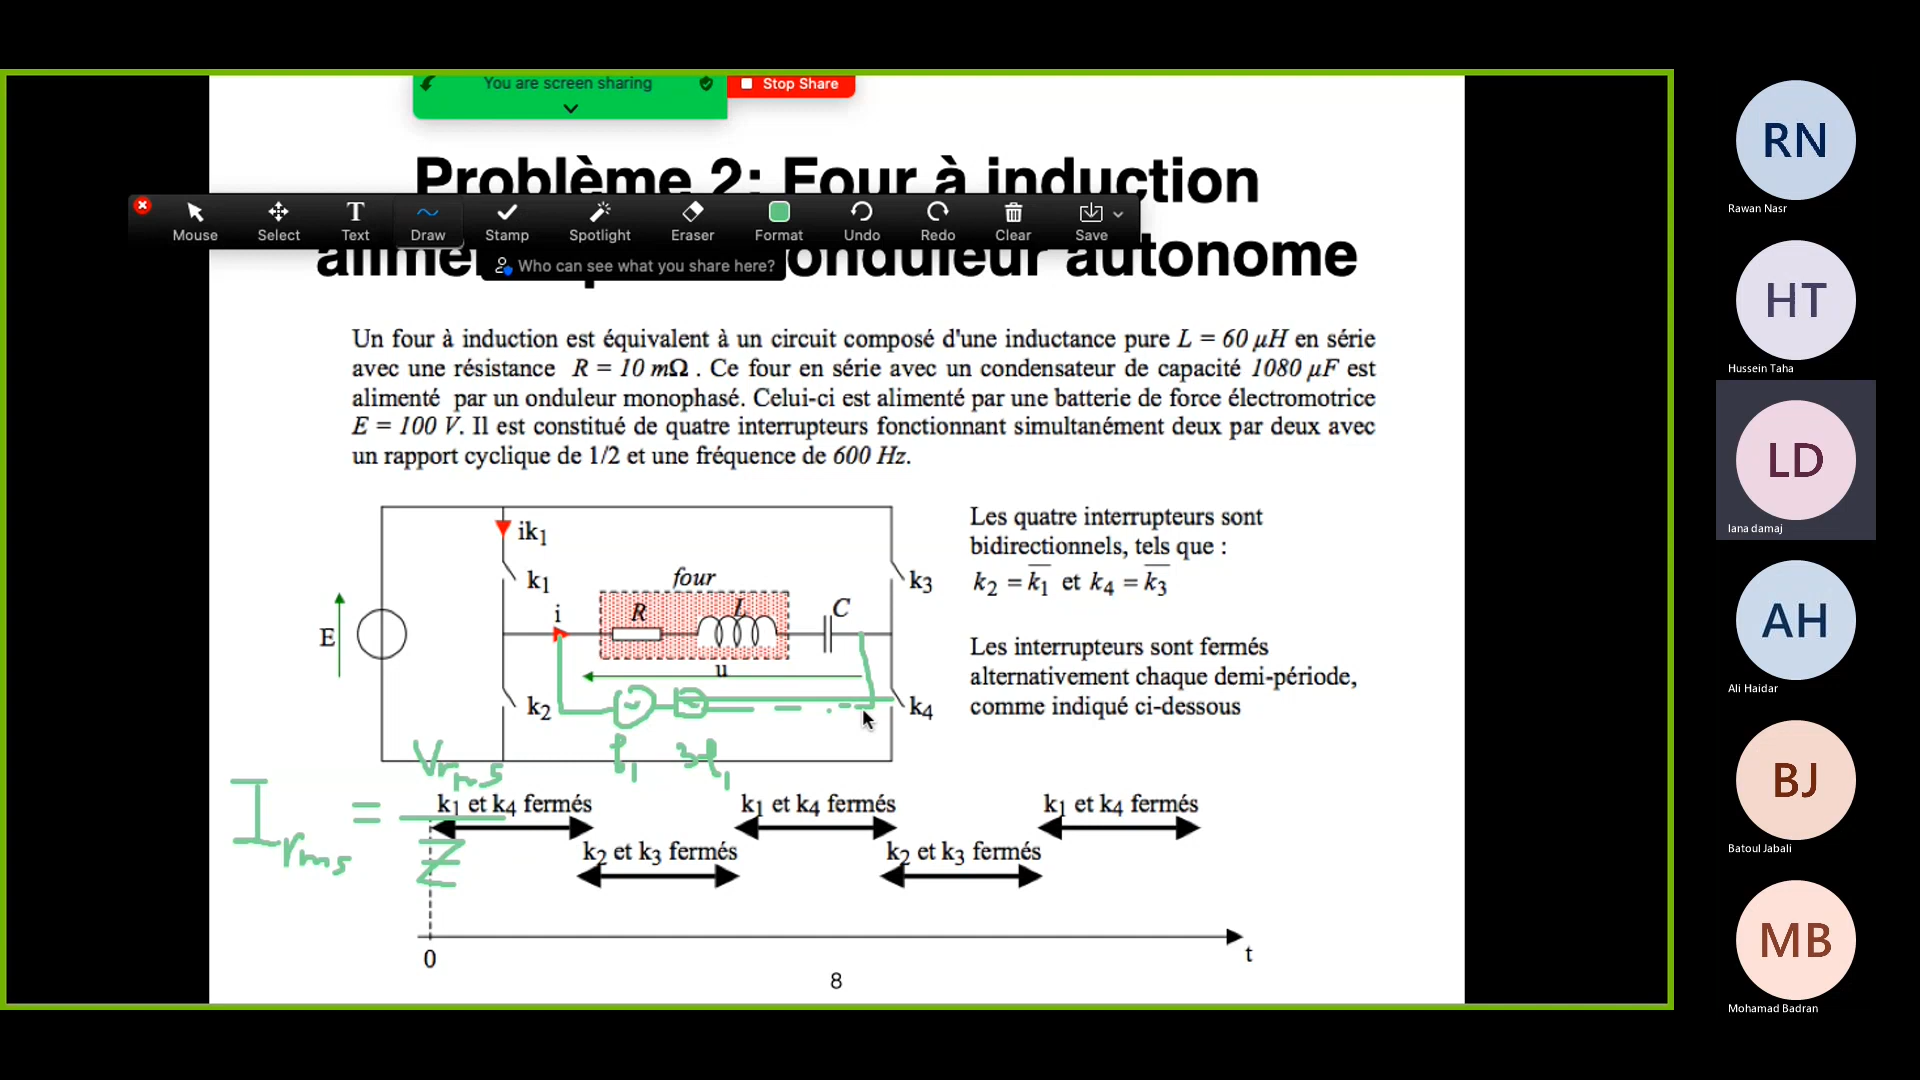 You are screen sharing
Stop Share
Problème 2: Four à induction
Mouse Select Text Draw Stamp Spotlight Eraser Format Undo Redo Clear Save
onduleur autonome
Who can see what you share here?
Un four à induction est équivalent à un circuit composé d'une inductance pure L = 60 µH en série
avec une résistance R = 10 mΩ . Ce four en série avec un condensateur de capacité 1080 µF est
alimenté par un onduleur monophasé. Celui-ci est alimenté par une batterie de force électromotrice
E = 100 V. Il est constitué de quatre interrupteurs fonctionnant simultanément deux par deux avec
un rapport cyclique de 1/2 et une fréquence de 600 Hz.
ik1
k1
four
R
L
C
i
E
u
k2
k3
k4
Les quatre interrupteurs sont
bidirectionnels, tels que :
k2 = k̅1 et k4 = k̅3
Les interrupteurs sont fermés
alternativement chaque demi-période,
comme indiqué ci-dessous
f1 3f1
Irms = Vrms / Z
k1 et k4 fermés k1 et k4 fermés k1 et k4 fermés
k2 et k3 fermés k2 et k3 fermés
0
t
8
RN
Rawan Nasr
HT
Hussein Taha
LD
lana damaj
AH
Ali Haidar
BJ
Batoul Jabali
MB
Mohamad Badran